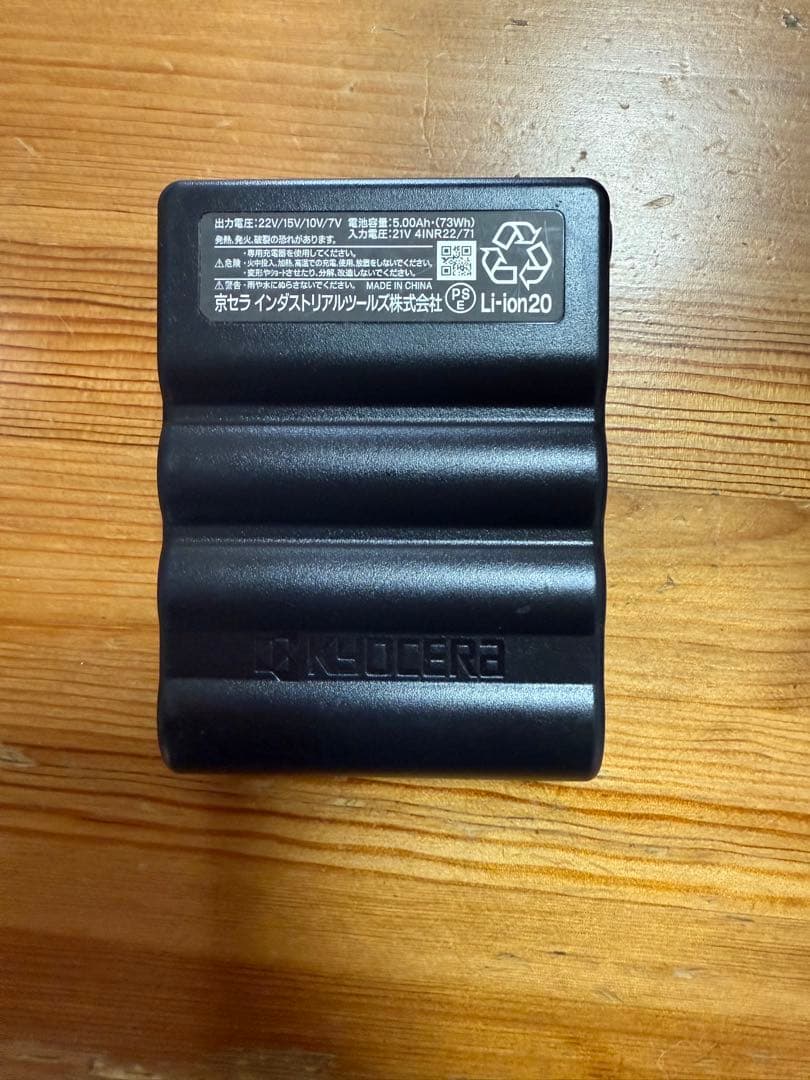 出力電圧:22V/15V/10V/7V 電池容量:5.00Ah・(73Wh)
発熱、発火、破裂の恐れがあります。 入力電圧:21V 4INR22/71
⚠危険 ・専用充電器を使用してください。
・火中投入、加熱、高温での充電、使用、放置をしないでください。
・変形やショートさせたり、分解、改造しないでください。
⚠警告・雨や水にぬらさないでください。 MADE IN CHINA
京セラ インダストリアルツールズ株式会社 PSE Li-ion20
KYOCERA